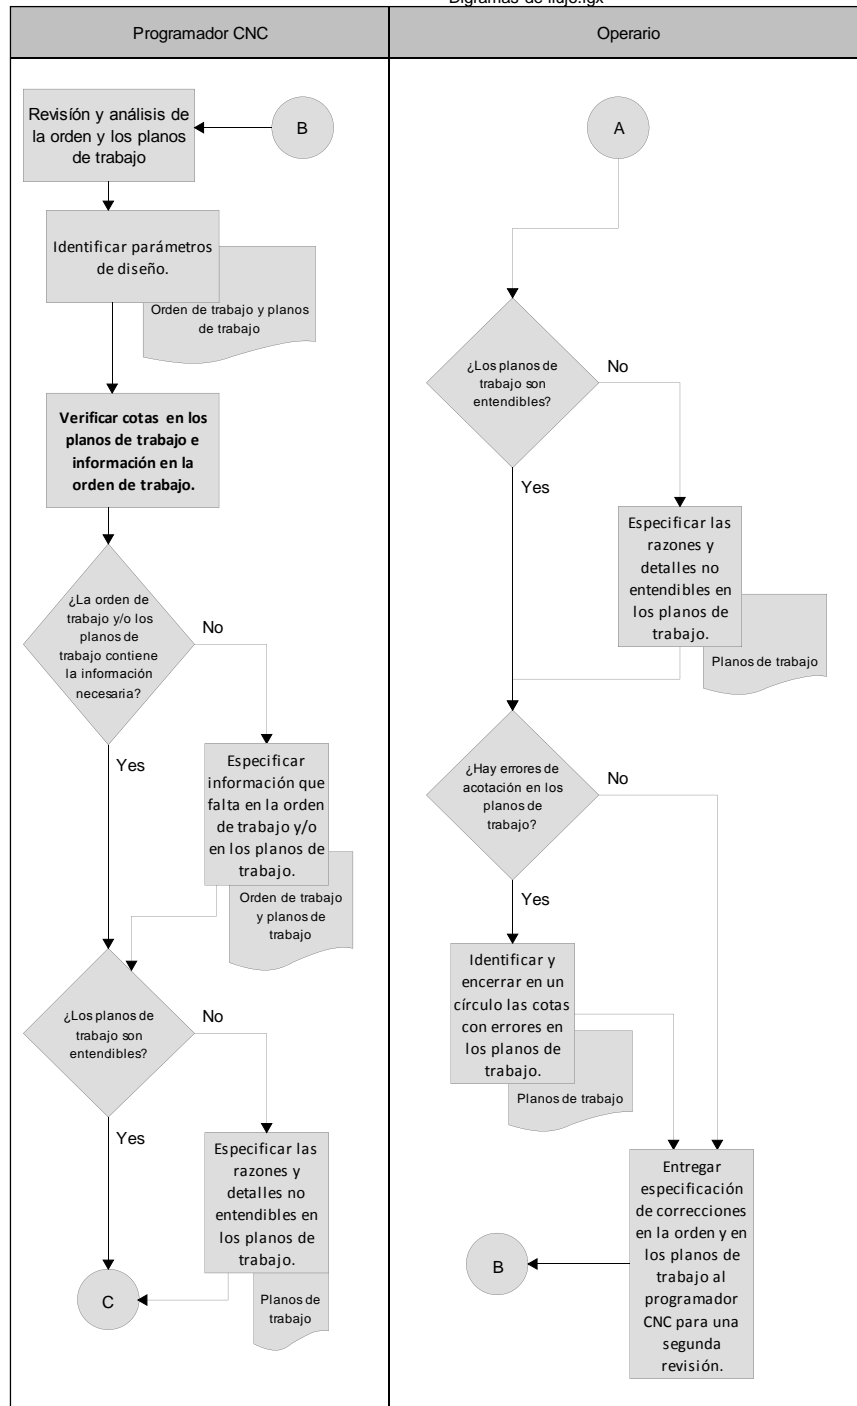 Digramas de flujo.igx
Programador CNC
Operario
Revisíón y análisis de
la orden y los planos
de trabajo
B
Identificar parámetros
de diseño.
Orden de trabajo y planos
de trabajo
Verificar cotas en los
planos de trabajo e
información en la
orden de trabajo.
¿La orden de
trabajo y/o los
planos de
trabajo contiene
la información
necesaria?
No
Yes
Especificar
información que
falta en la orden
de trabajo y/o
en los planos de
trabajo.
Orden de trabajo
y planos de
trabajo
¿Los planos de
trabajo son
entendibles?
No
Yes
Especificar las
razones y
detalles no
entendibles en
los planos de
trabajo.
Planos de
trabajo
C
A
¿Los planos de
trabajo son
entendibles?
No
Yes
Especificar las
razones y
detalles no
entendibles en
los planos de
trabajo.
Planos de trabajo
¿Hay errores de
acotación en los
planos de
trabajo?
No
Yes
Identificar y
encerrar en un
círculo las cotas
con errores en
los planos de
trabajo.
Planos de trabajo
Entregar
especificación
de correcciones
en la orden y en
los planos de
trabajo al
programador
CNC para una
segunda
revisión.
B